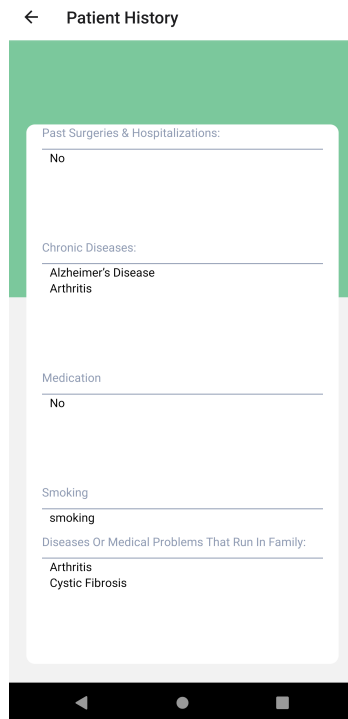 Patient History
Past Surgeries & Hospitalizations:
No
Chronic Diseases:
Alzheimer's Disease
Arthritis
Medication
No
Smoking
smoking
Diseases Or Medical Problems That Run In Family:
Arthritis
Cystic Fibrosis